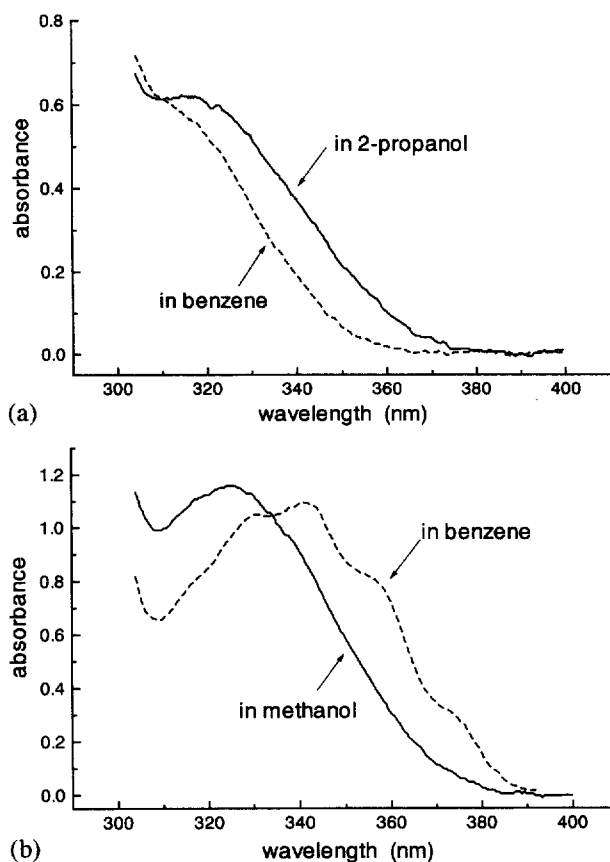 0.8
0.6
0.4
0.2
0.0
absorbance
in 2-propanol
in benzene
300 320 340 360 380 400
wavelength (nm)
(a)
1.2
1.0
0.8
0.6
0.4
0.2
0.0
absorbance
in benzene
in methanol
300 320 340 360 380 400
wavelength (nm)
(b)